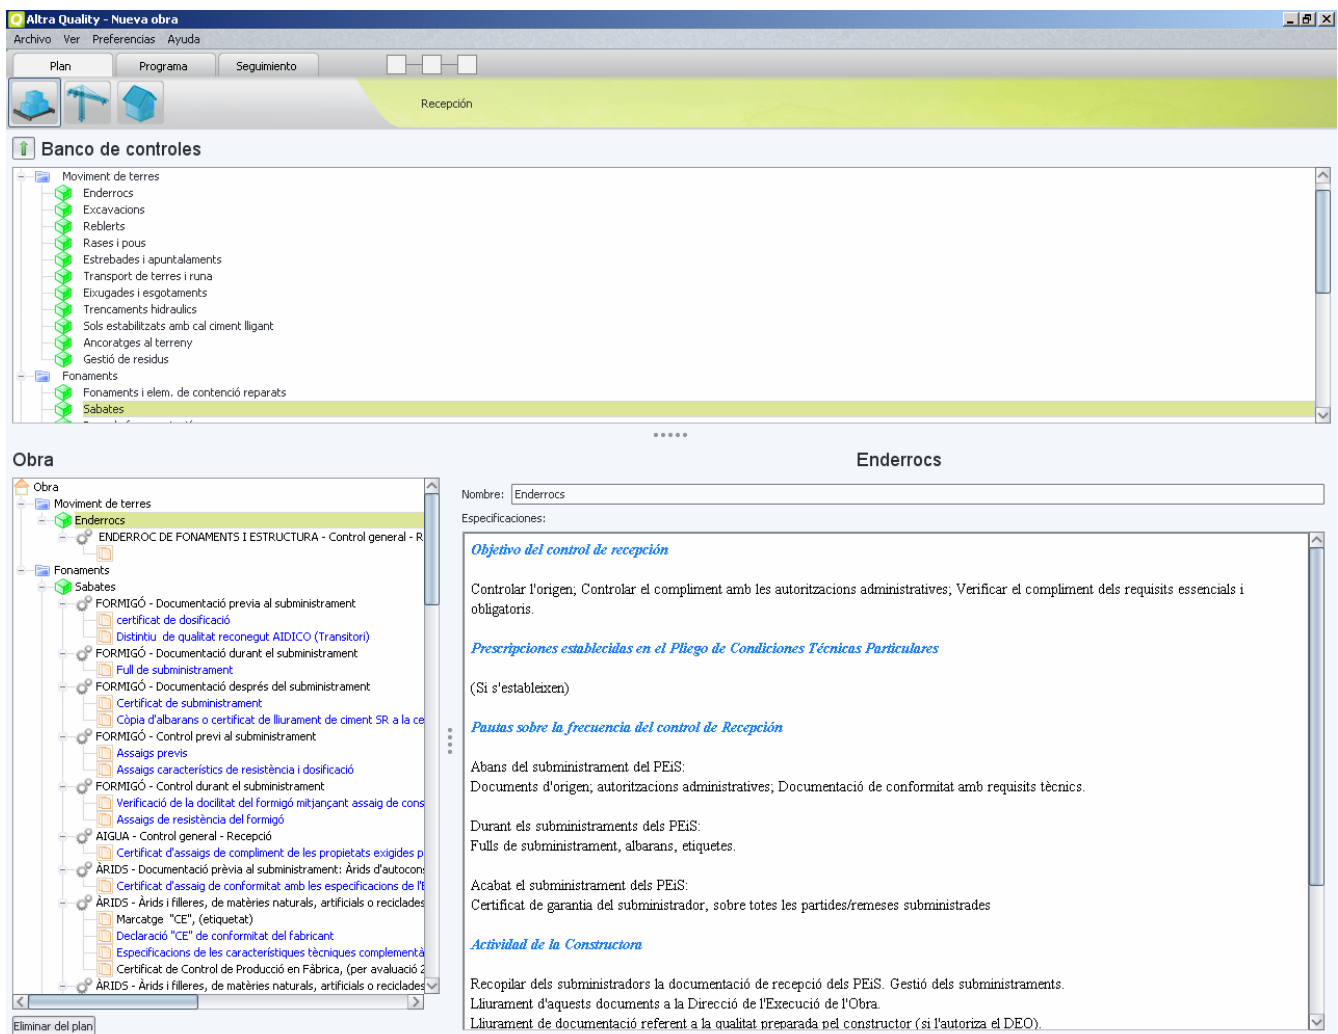 Altra Quality - Nueva obra
Archivo Ver Preferencias Ayuda
Plan Programa Seguimiento
Recepción
Banco de controles
Moviment de terres
Enderrocs
Excavacions
Reblerts
Rases i pous
Estrebades i apuntalaments
Transport de terres i runa
Eixugades i esgotaments
Trencaments hidraulics
Sols estabilitzats amb cal ciment lligant
Ancoratges al terreny
Gestió de residus
Fonaments
Fonaments i elem. de contenció reparats
Sabates
Obra
Obra
Moviment de terres
Enderrocs
ENDERROC DE FONAMENTS I ESTRUCTURA - Control general - R
Fonaments
Sabates
FORMIGÓ - Documentació previa al subministrament
certificat de dosificació
Distintiu de qualitat reconegut AIDICO (Transitori)
FORMIGÓ - Documentació durant el subministrament
Full de subministrament
FORMIGÓ - Documentació després del subministrament
Certificat de subministrament
Còpia d'albarans o certificat de lliurament de ciment SR a la ce
FORMIGÓ - Control previ al subministrament
Assaigs previs
Assaigs característics de resistència i dosificació
FORMIGÓ - Control durant el subministrament
Verificació de la docilitat del formigó mitjançant assaig de cons
Assaigs de resistència del formigó
AIGUA - Control general - Recepció
Certificat d'assaigs de compliment de les propietats exigides p
ÀRIDS - Documentació prèvia al subministrament: Àrids d'autocons
Certificat d'assaig de conformitat amb les especificacions de l'E
ÀRIDS - Àrids i filleres, de matèries naturals, artificials o reciclades
Marcatge "CE", (etiquetat)
Declaració "CE" de conformitat del fabricant
Especificacions de les característiques tècniques complementà
Certificat de Control de Producció en Fàbrica, (per avaluació 2
ÀRIDS - Àrids i filleres, de matèries naturals, artificials o reciclades
Eliminar del plan
Enderrocs
Nombre: Enderrocs
Especificaciones:
Objetivo del control de recepción
Controlar l'origen; Controlar el compliment amb les autoritzacions administratives; Verificar el compliment dels requisits essencials i
obligatoris.
Prescripciones establecidas en el Pliego de Condiciones Técnicas Particulares
(Si s'estableixen)
Pautas sobre la frecuencia del control de Recepción
Abans del subministrament del PEiS:
Documents d'origen; autoritzacions administratives; Documentació de conformitat amb requisits tècnics.
Durant els subministraments dels PEiS:
Fulls de subministrament, albarans, etiquetes.
Acabat el subministrament dels PEiS:
Certificat de garantia del subministrador, sobre totes les partides/remeses subministrades
Actividad de la Constructora
Recopilar dels subministradors la documentació de recepció dels PEiS. Gestió dels subministraments.
Lliurament d'aquests documents a la Direcció de l'Execució de l'Obra.
Lliurament de documentació referent a la qualitat preparada pel constructor (si l'autoriza el DEO).